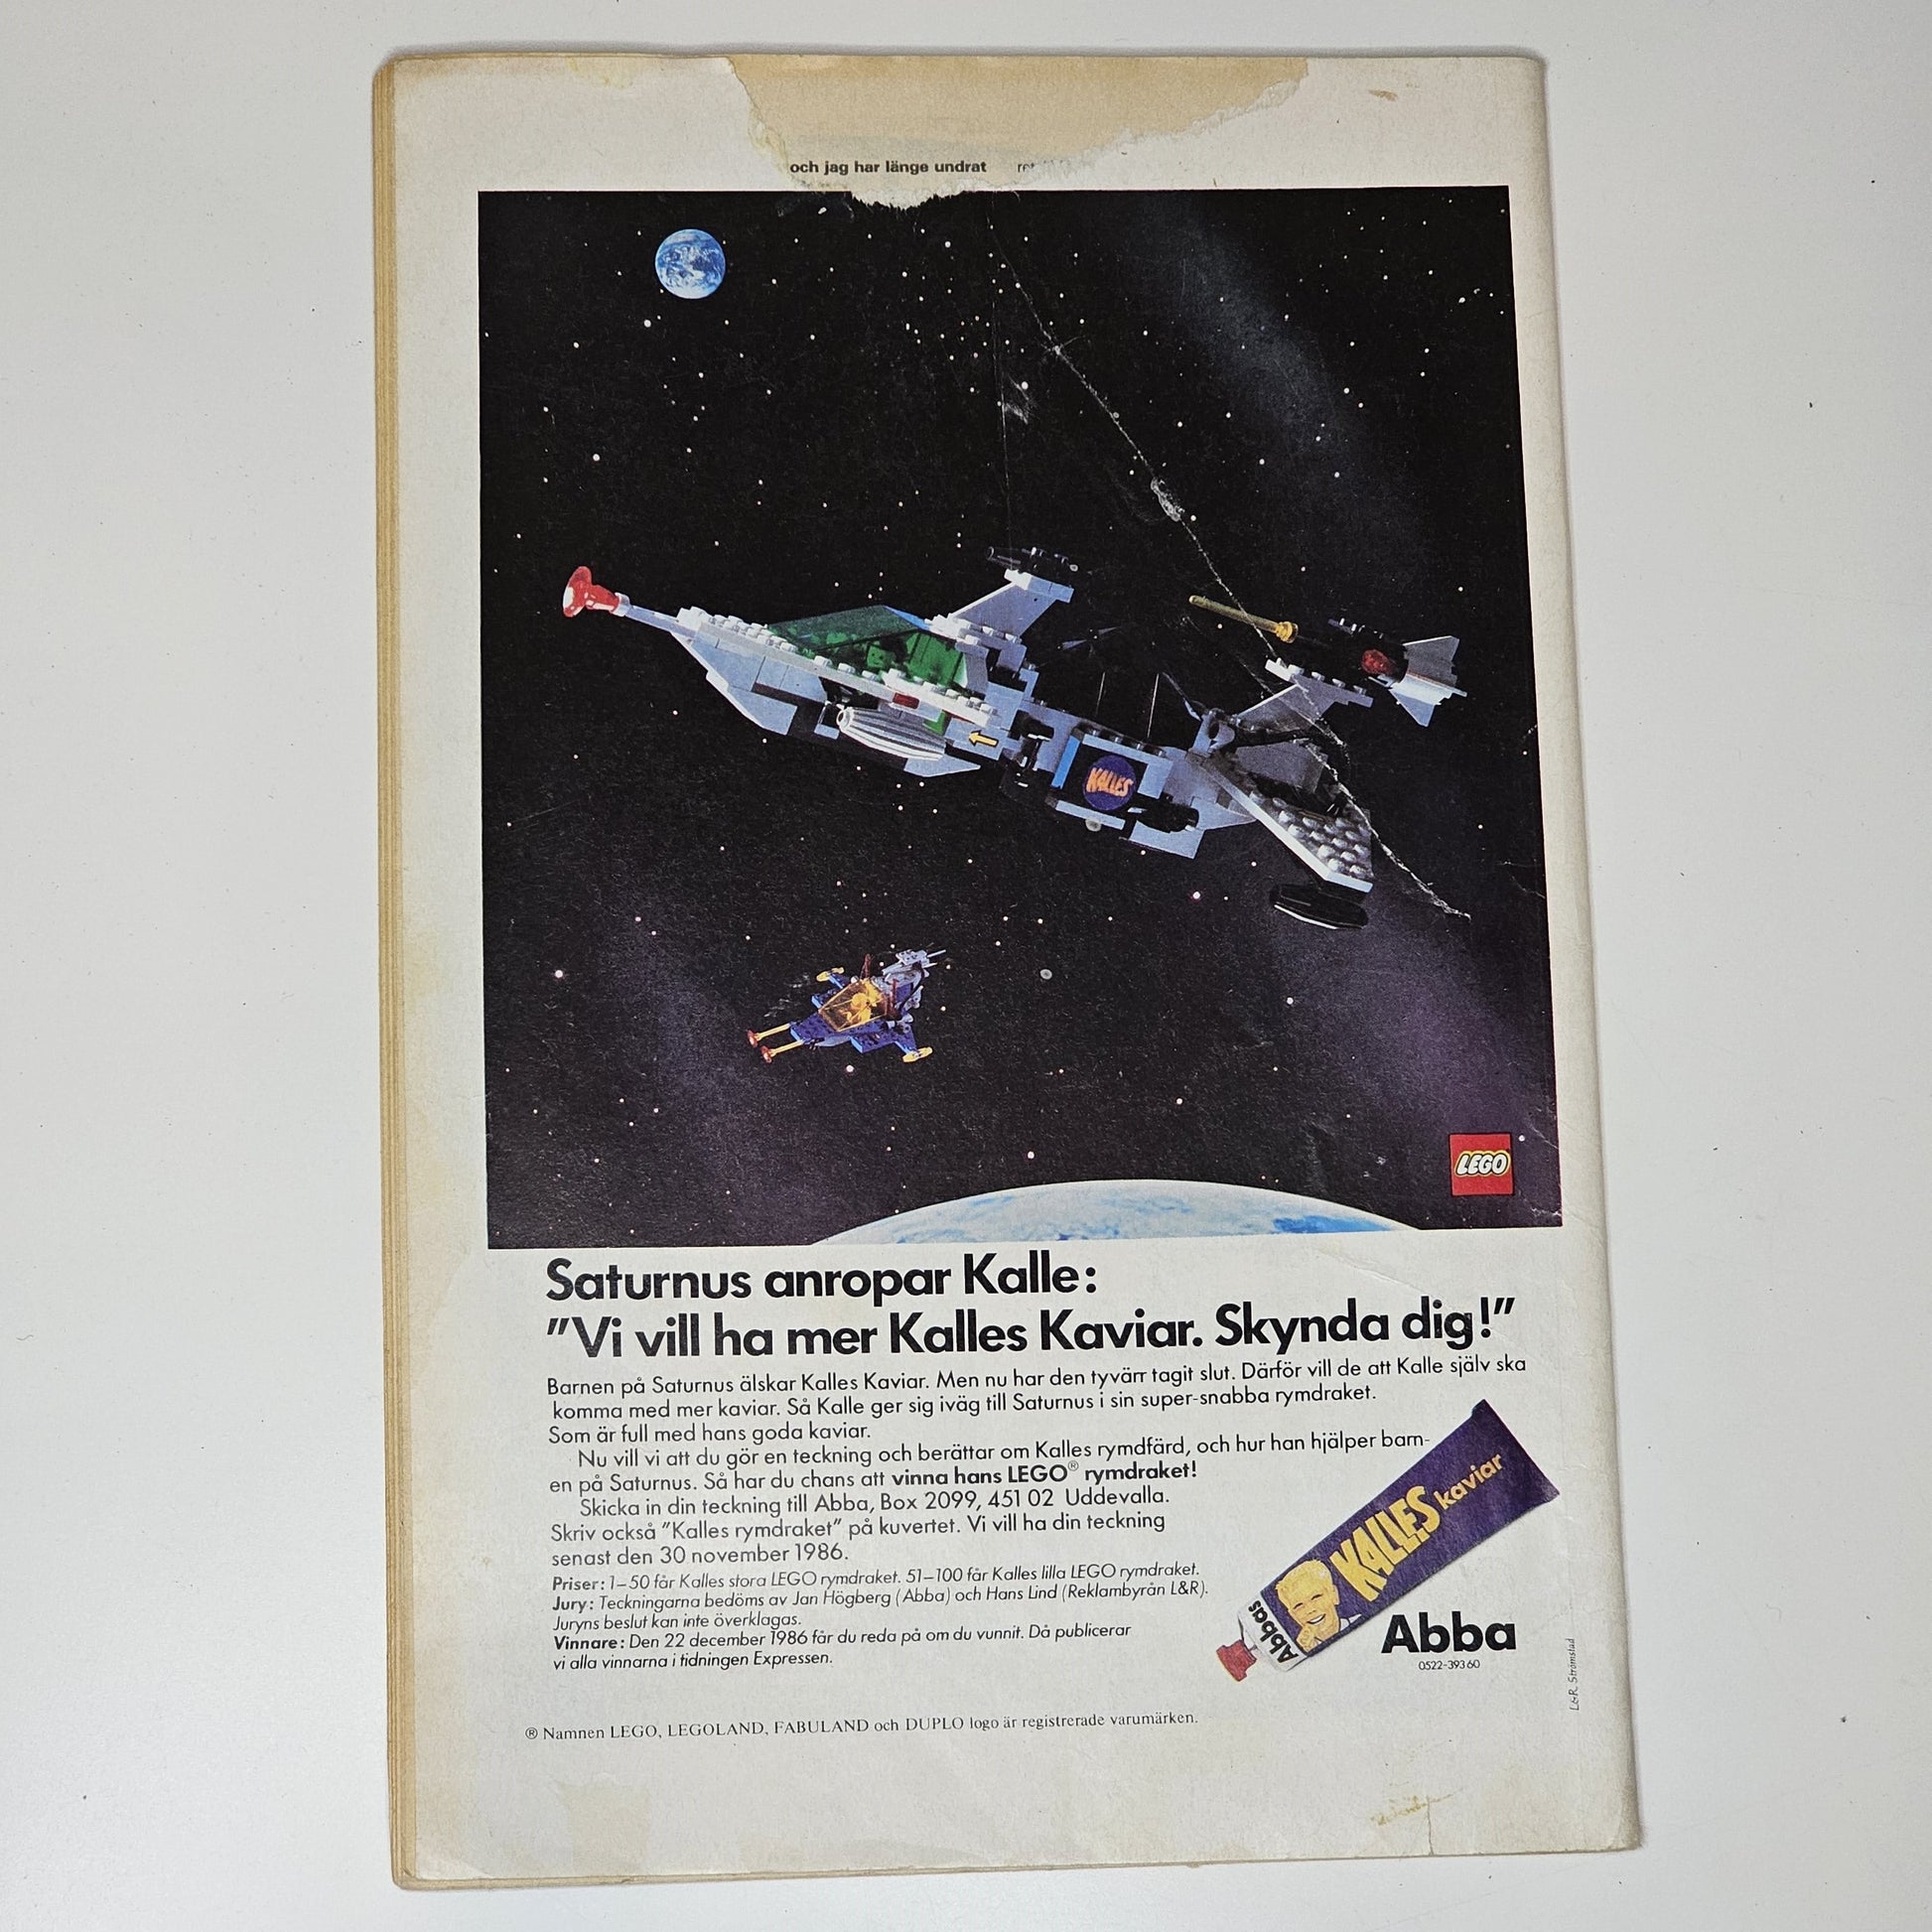 och jag har länge undrat
KALLES
LEGO
Saturnus anropar Kalle:
”Vi vill ha mer Kalles Kaviar. Skynda dig!”
Barnen på Saturnus älskar Kalles Kaviar. Men nu har den tyvärr tagit slut. Därför vill de att Kalle själv ska
komma med mer kaviar. Så Kalle ger sig iväg till Saturnus i sin super-snabba rymdraket.
Som är full med hans goda kaviar.
Nu vill vi att du gör en teckning och berättar om Kalles rymdfärd, och hur han hjälper barn-
en på Saturnus. Så har du chans att vinna hans LEGO® rymdraket!
Skicka in din teckning till Abba, Box 2099, 451 02 Uddevalla.
Skriv också ”Kalles rymdraket” på kuvertet. Vi vill ha din teckning
senast den 30 november 1986.
Priser: 1–50 får Kalles stora LEGO rymdraket. 51–100 får Kalles lilla LEGO rymdraket.
Jury: Teckningarna bedöms av Jan Högberg (Abba) och Hans Lind (Reklambyrån L&R).
Juryns beslut kan inte överklagas.
Vinnare: Den 22 december 1986 får du reda på om du vunnit. Då publicerar
vi alla vinnarna i tidningen Expressen.
Abbas
KALLES kaviar
Abba
0522-393 60
L&R Strömstad
® Namnen LEGO, LEGOLAND, FABULAND och DUPLO logo är registrerade varumärken.